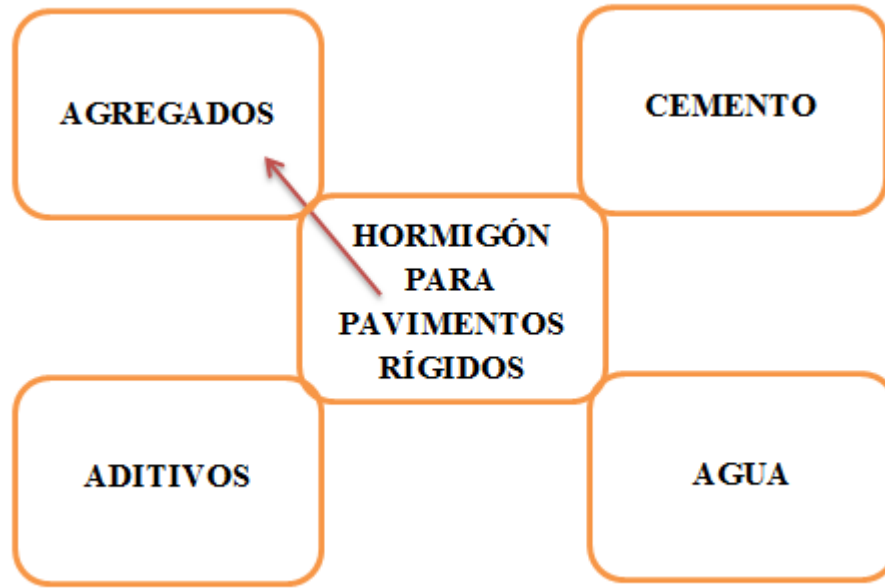 AGREGADOS
CEMENTO
HORMIGÓN
PARA
PAVIMENTOS
RÍGIDOS
ADITIVOS
AGUA